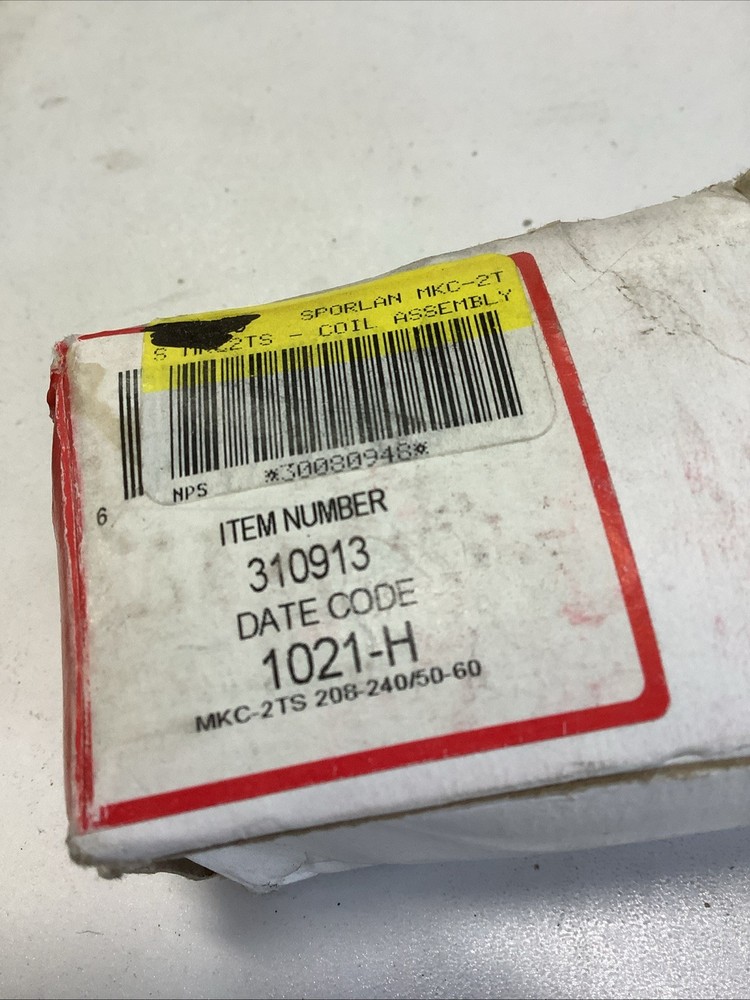 SPORLAN MKC-2T
S MKC2TS - COIL ASSEMBLY
*30080948*
NPS
6
ITEM NUMBER
310913
DATE CODE
1021-H
MKC-2TS 208-240/50-60